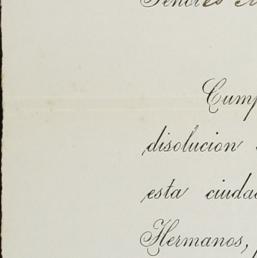 Señores
Cump
disolucion
esta ciuda
Hermanos,